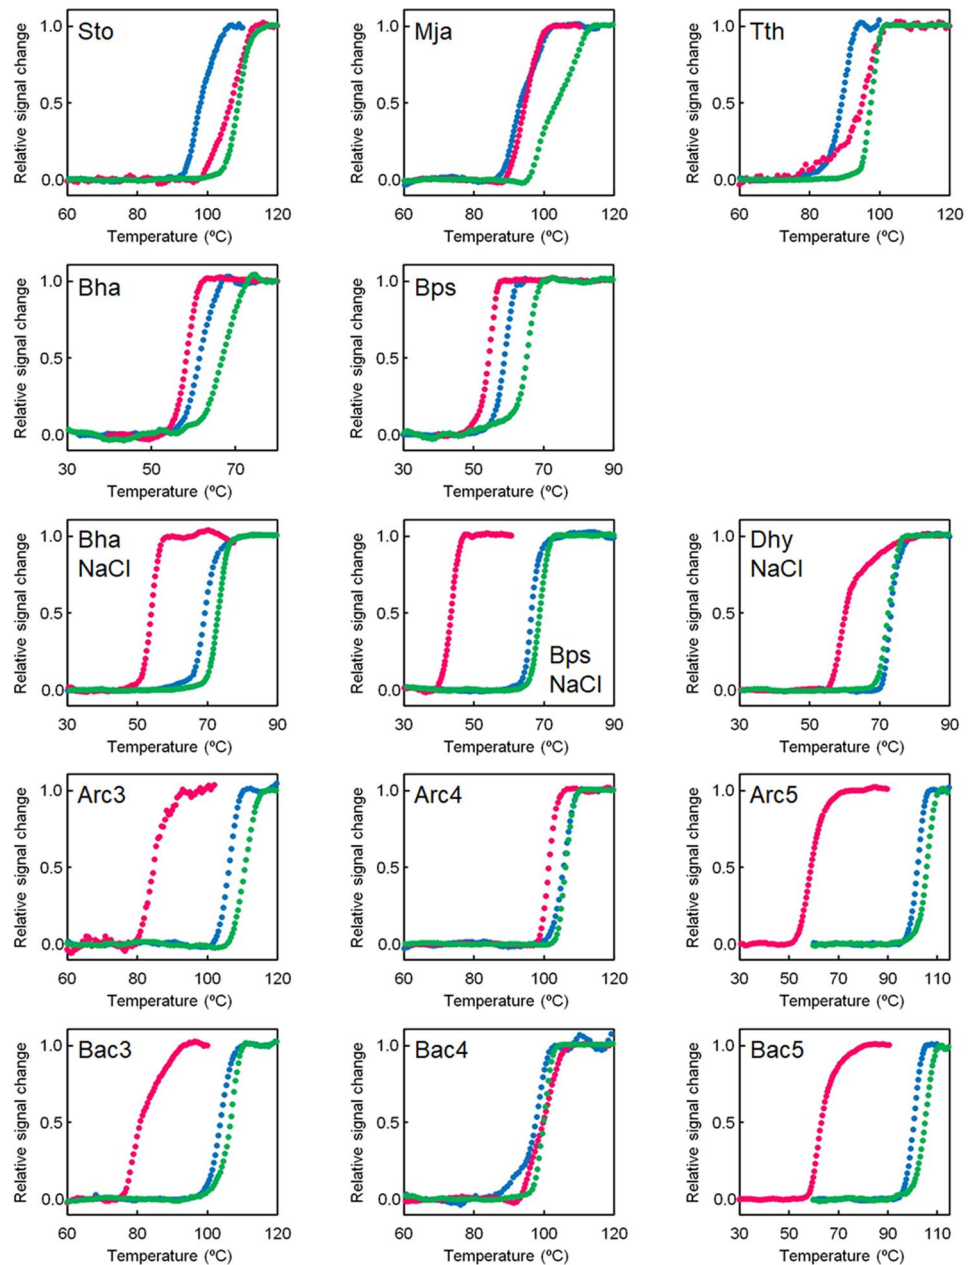 Sto
Relative signal change
1.0
0.5
0.0
60 80 100 120
Temperature (ºC)
Mja
Relative signal change
1.0
0.5
0.0
60 80 100 120
Temperature (ºC)
Tth
Relative signal change
1.0
0.5
0.0
60 80 100 120
Temperature (ºC)
Bha
Relative signal change
1.0
0.5
0.0
30 50 70
Temperature (ºC)
Bps
Relative signal change
1.0
0.5
0.0
30 50 70 90
Temperature (ºC)
Bha
NaCl
Relative signal change
1.0
0.5
0.0
30 50 70 90
Temperature (ºC)
Bps
NaCl
Relative signal change
1.0
0.5
0.0
30 50 70 90
Temperature (ºC)
Dhy
NaCl
Relative signal change
1.0
0.5
0.0
30 50 70 90
Temperature (ºC)
Arc3
Relative signal change
1.0
0.5
0.0
60 80 100 120
Temperature (ºC)
Arc4
Relative signal change
1.0
0.5
0.0
60 80 100 120
Temperature (ºC)
Arc5
Relative signal change
1.0
0.5
0.0
30 50 70 90 110
Temperature (ºC)
Bac3
Relative signal change
1.0
0.5
0.0
60 80 100 120
Temperature (ºC)
Bac4
Relative signal change
1.0
0.5
0.0
60 80 100 120
Temperature (ºC)
Bac5
Relative signal change
1.0
0.5
0.0
30 50 70 90 110
Temperature (ºC)